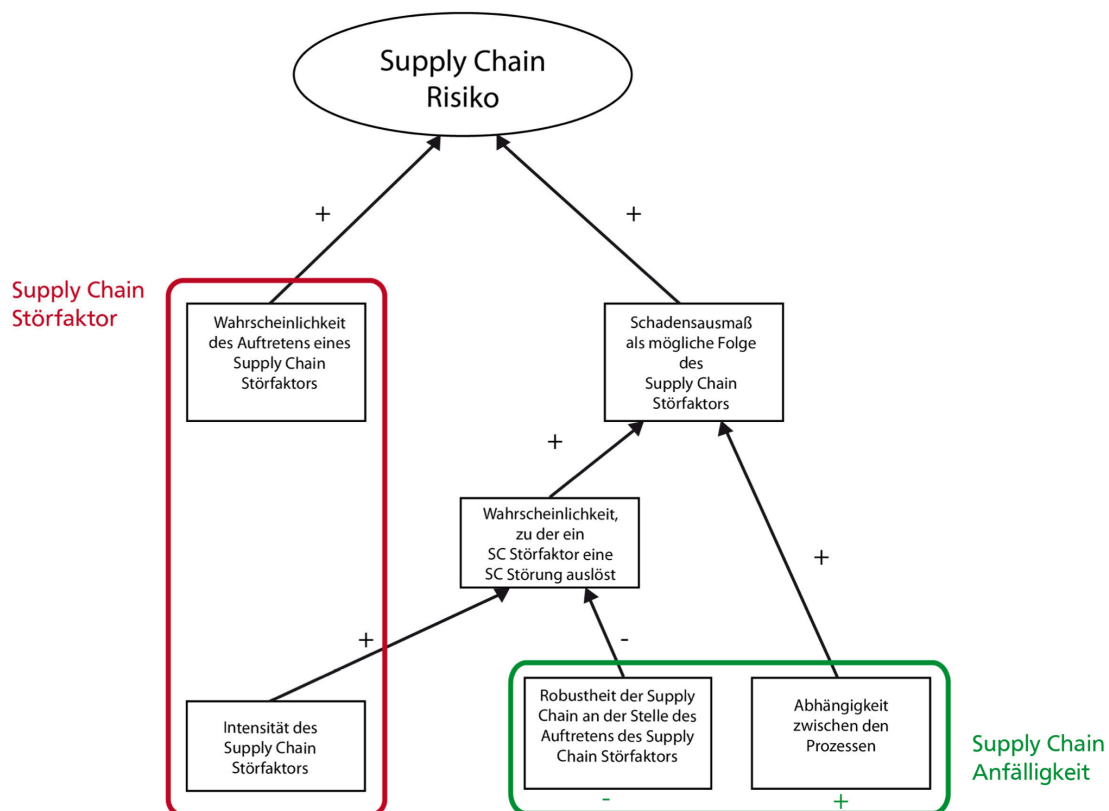 Supply Chain
Risiko
+
+
Supply Chain
Störfaktor
Wahrscheinlichkeit
des Auftretens eines
Supply Chain
Störfaktors
Schadensausmaß
als mögliche Folge
des
Supply Chain
Störfaktors
+
Wahrscheinlichkeit,
zu der ein
SC Störfaktor eine
SC Störung auslöst
+
+
-
Intensität des
Supply Chain
Störfaktors
Robustheit der Supply
Chain an der Stelle des
Auftretens des Supply
Chain Störfaktors
Abhängigkeit
zwischen den
Prozessen
Supply Chain
Anfälligkeit
-
+